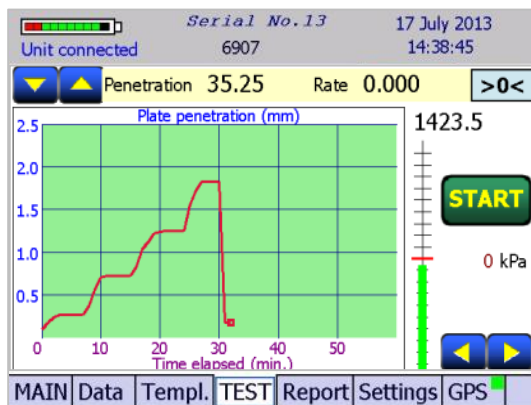 Serial No.13 17 July 2013
Unit connected 6907 14:38:45
Penetration 35.25 Rate 0.000 >0<
Plate penetration (mm) 1423.5
2.5
2.0
1.5
START
1.0
0 kPa
0.5
0 10 20 30 40 50 60
Time elapsed (min.)
MAIN Data Templ. TEST Report Settings GPS